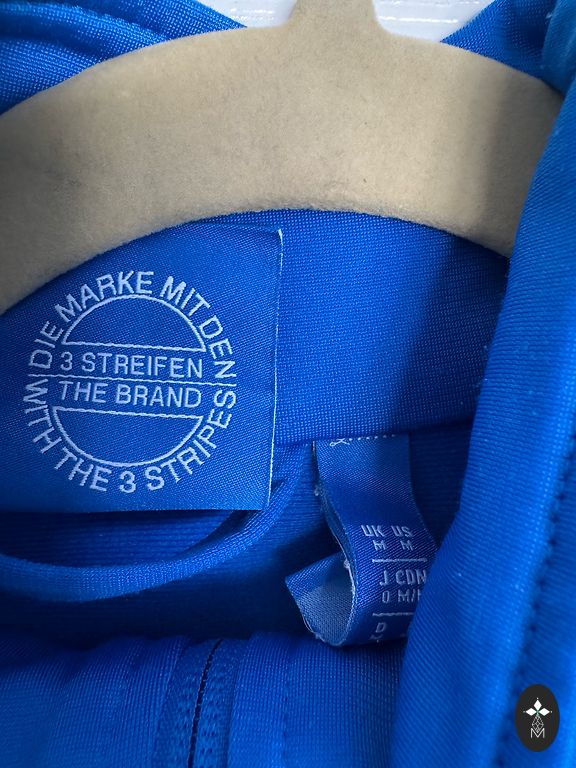 DIE MARKE MIT DEN
3 STREIFEN
THE BRAND
WITH THE 3 STRIPES
UK US
M M
J CDN
O M/
D
M